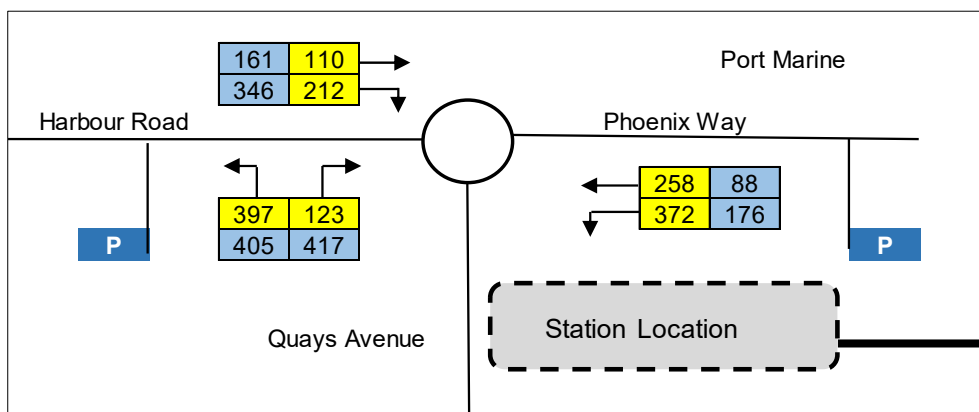 161 110
Port Marine
346 212
Harbour Road
Phoenix Way
258 88
372 176
397 123
405 417
P
P
Station Location
Quays Avenue